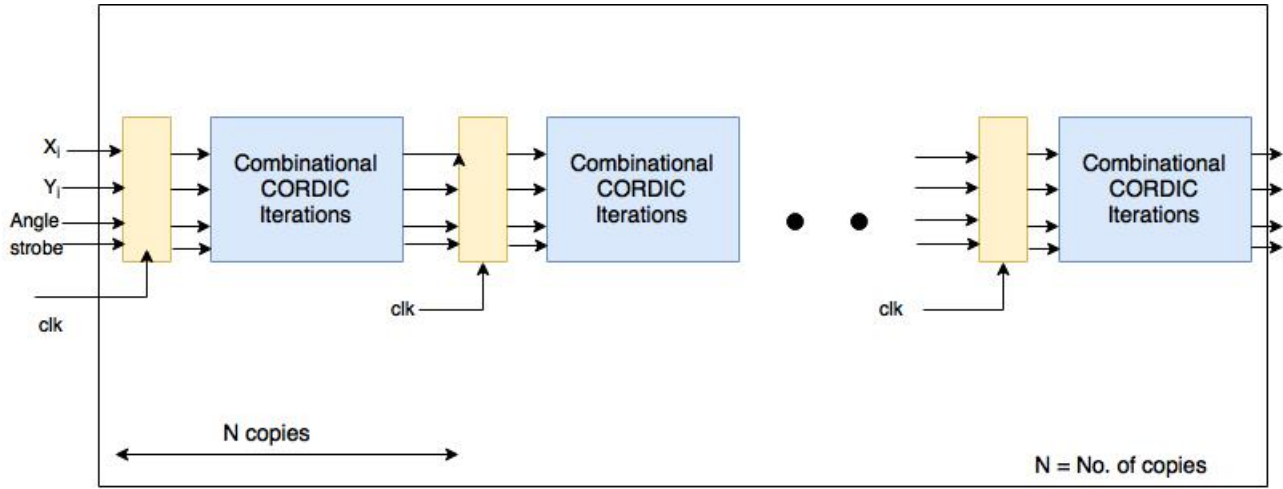 Xi
Yi
Angle
strobe
clk
Combinational
CORDIC
Iterations
clk
Combinational
CORDIC
Iterations
clk
Combinational
CORDIC
Iterations
N copies
N = No. of copies